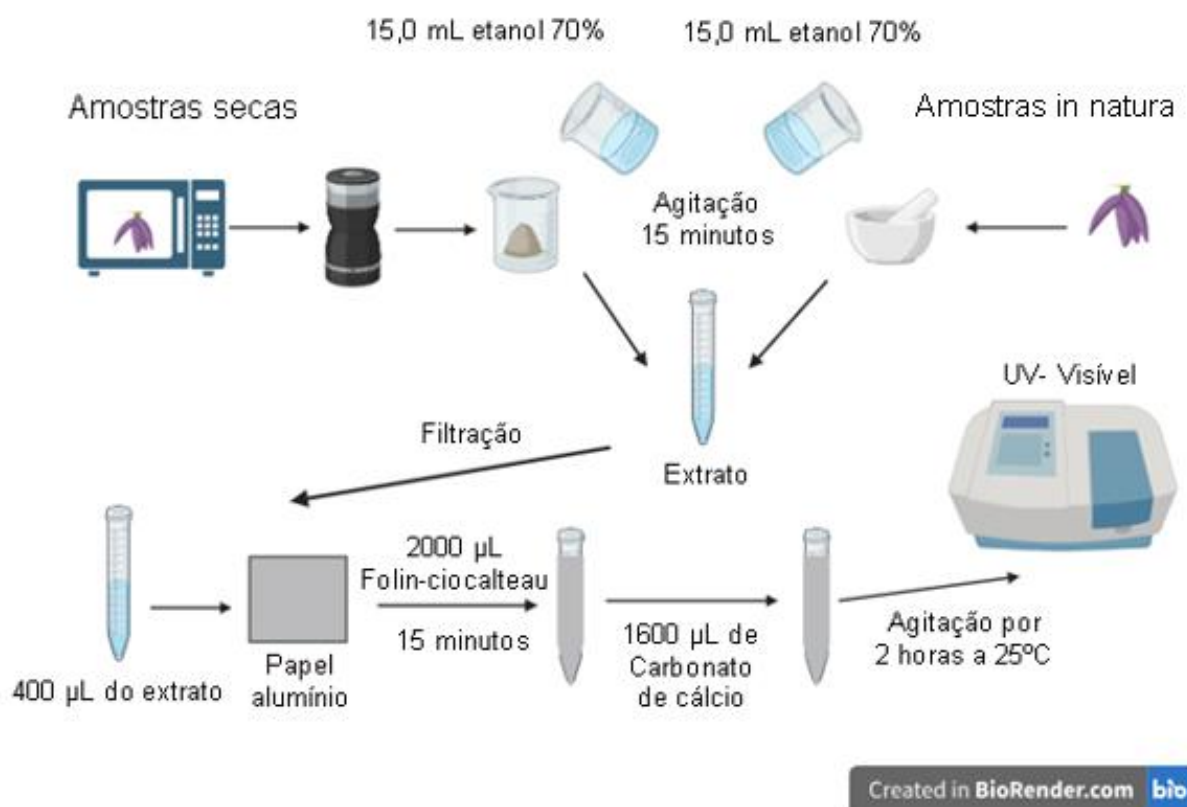 15,0 mL etanol 70%
15,0 mL etanol 70%
Amostras secas
Amostras in natura
Agitação
15 minutos
UV- Visível
Filtração
Extrato
2000 µL
Folin-ciocalteau
15 minutos
1600 µL de
Carbonato
de cálcio
Agitação por
2 horas a 25ºC
Papel
alumínio
400 µL do extrato
Created in BioRender.com bio